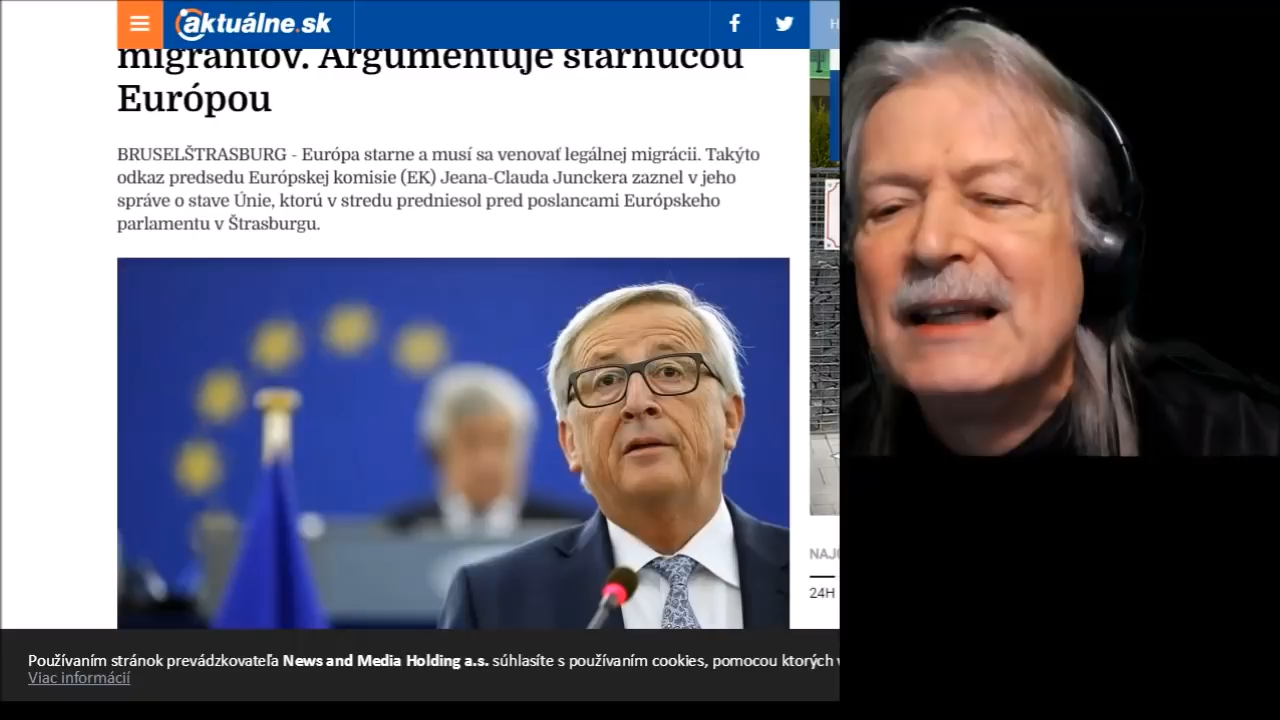 aktuálne.sk
migrantov. Argumentuje starnúcou
Európou
BRUSELŠTRASBURG - Európa starne a musí sa venovať legálnej migrácii. Takýto
odkaz predsedu Európskej komisie (EK) Jeana-Clauda Junckera zaznel v jeho
správe o stave Únie, ktorú v stredu predniesol pred poslancami Európskeho
parlamentu v Štrasburgu.
24H
Používaním stránok prevádzkovateľa News and Media Holding a.s. súhlasíte s používaním cookies, pomocou ktorých
Viac informácií